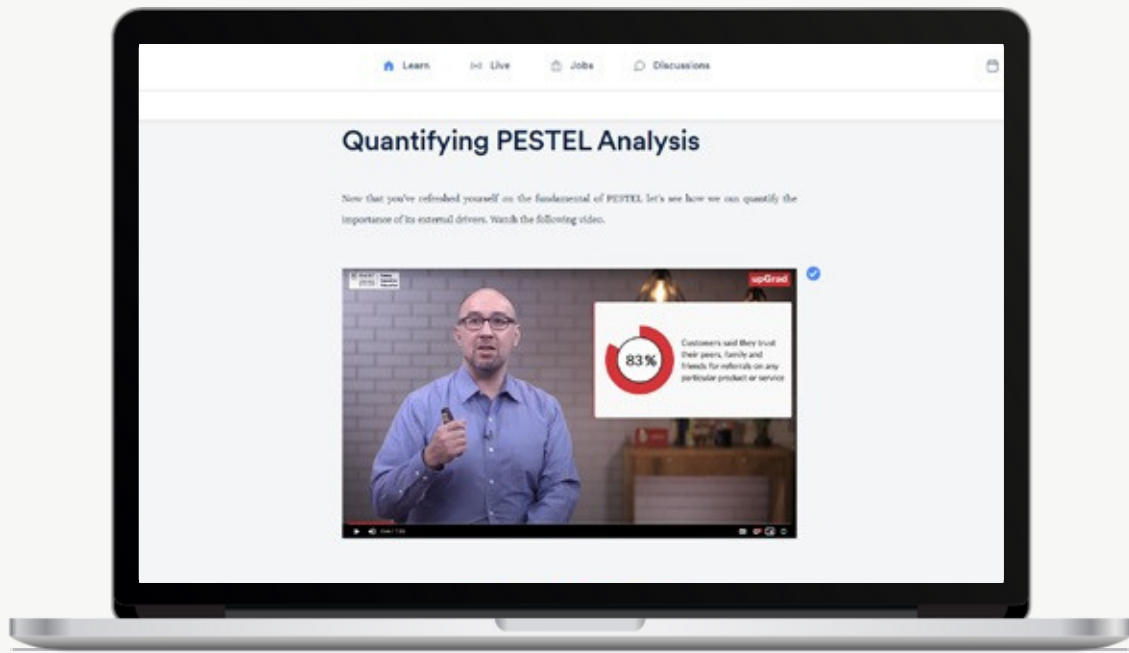 Learn
Live
Jobs
Discussions
Quantifying PESTEL Analysis
Now that you've refreshed yourself on the fundamental of PESTEL let's see how we can quantify the
importance of its external drivers. Watch the following video.
upGrad
83%
Customers said they trust
their peers, family and
friends for referrals on any
particular product or service